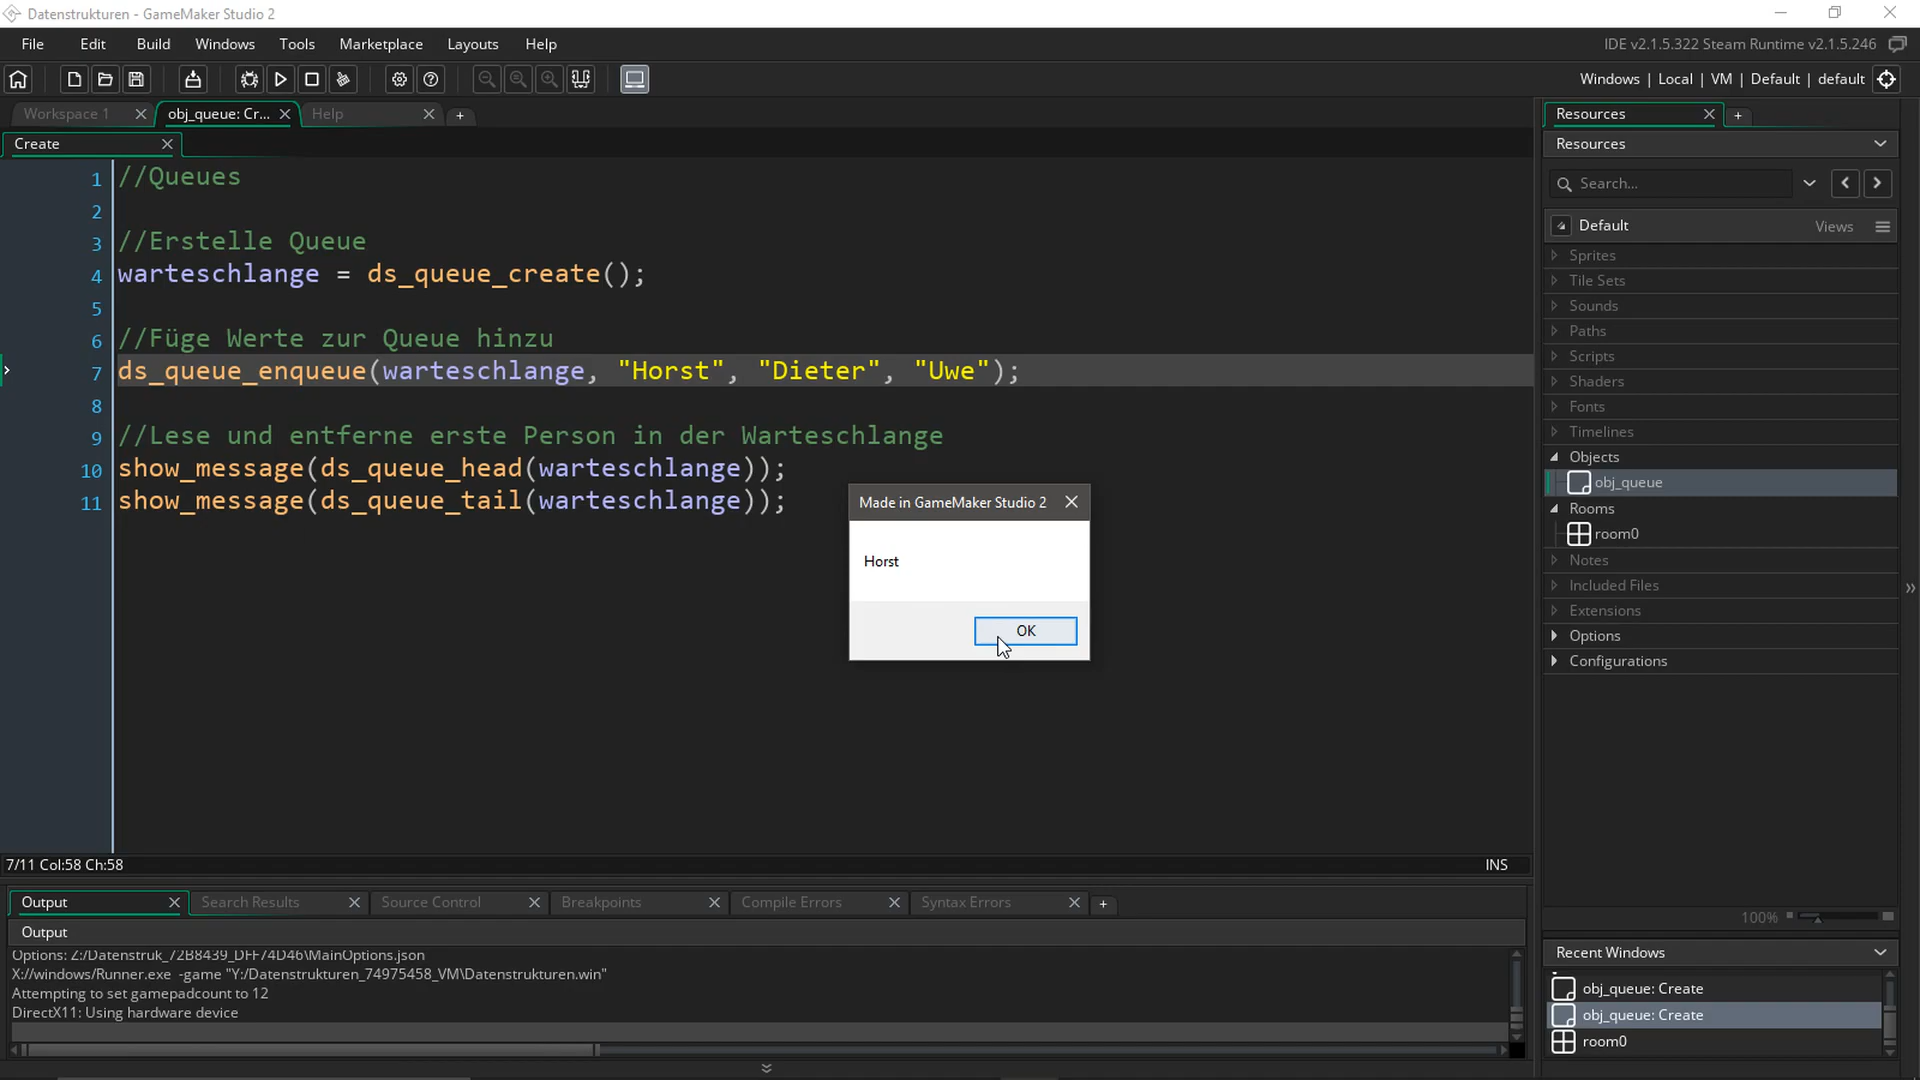 Datenstrukturen - GameMaker Studio 2
File Edit Build Windows Tools Marketplace Layouts Help
IDE v2.1.5.322 Steam Runtime v2.1.5.246
Windows | Local | VM | Default | default
Workspace 1
obj_queue: Cr...
Help
Create
1 //Queues
2
3 //Erstelle Queue
4 warteschlange = ds_queue_create();
5
6 //Füge Werte zur Queue hinzu
7 ds_queue_enqueue(warteschlange, "Horst", "Dieter", "Uwe");
8
9 //Lese und entferne erste Person in der Warteschlange
10 show_message(ds_queue_head(warteschlange));
11 show_message(ds_queue_tail(warteschlange));
Made in GameMaker Studio 2
Horst
OK
7/11 Col:58 Ch:58
INS
Output
Search Results
Source Control
Breakpoints
Compile Errors
Syntax Errors
Output
Options: Z:/Datenstruk_72B8439_DFF74D46\MainOptions.json
X://windows/Runner.exe -game "Y:/Datenstrukturen_74975458_VM\Datenstrukturen.win"
Attempting to set gamepadcount to 12
DirectX11: Using hardware device
Resources
Resources
Search...
Default
Views
Sprites
Tile Sets
Sounds
Paths
Scripts
Shaders
Fonts
Timelines
Objects
obj_queue
Rooms
room0
Notes
Included Files
Extensions
Options
Configurations
100%
Recent Windows
obj_queue: Create
obj_queue: Create
room0